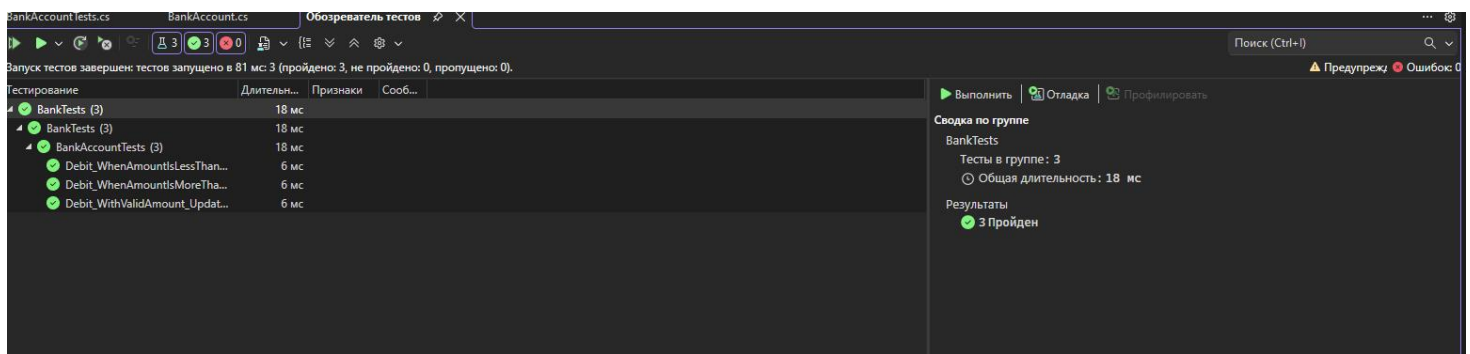 BankAccountTests.cs BankAccount.cs Обозреватель тестов
3 3 0 Поиск (Ctrl+I)
Запуск тестов завершен: тестов запущено в 81 мс: 3 (пройдено: 3, не пройдено: 0, пропущено: 0). Предупреж Ошибок: 0
Тестирование Длительн... Признаки Сооб...
Выполнить Отладка Профилировать
BankTests (3) 18 мс
Сводка по группе
BankTests (3) 18 мс
BankTests
BankAccountTests (3) 18 мс
Тесты в группе: 3
Debit_WhenAmountIsLessThan... 6 мс
Общая длительность: 18 мс
Debit_WhenAmountIsMoreTha... 6 мс
Debit_WithValidAmount_Updat... 6 мс
Результаты
3 Пройден